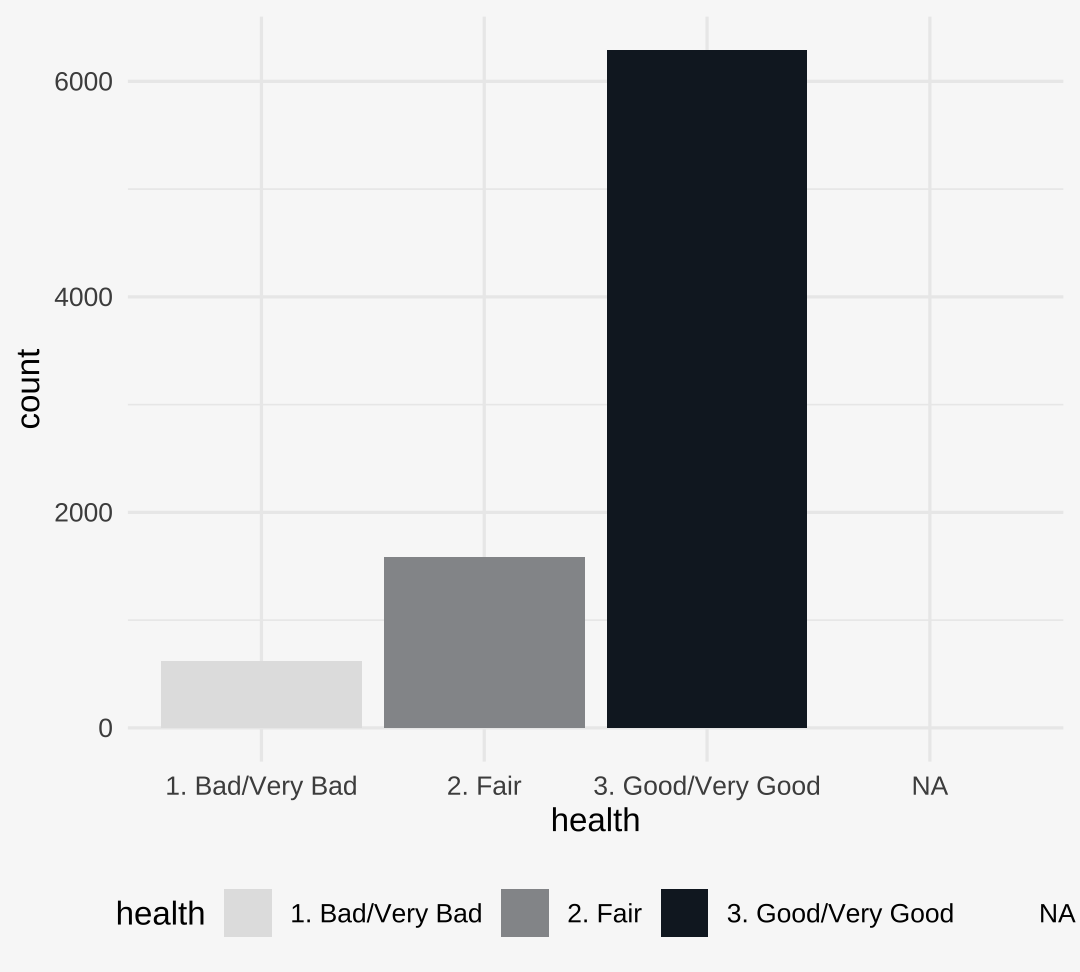 6000
4000
count
2000
0
1. Bad/Very Bad 2. Fair 3. Good/Very Good NA
health
health 1. Bad/Very Bad 2. Fair 3. Good/Very Good NA